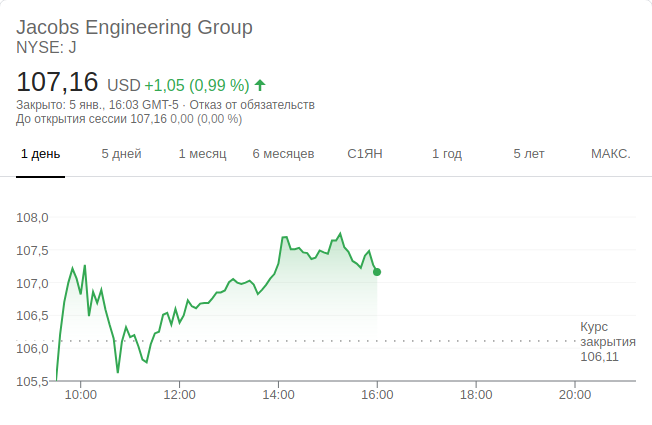 Jacobs Engineering Group
NYSE: J
107,16 USD +1,05 (0,99 %)
Закрыто: 5 янв., 16:03 GMT-5 · Отказ от обязательств
До открытия сессии 107,16 0,00 (0,00 %)
1 день 5 дней 1 месяц 6 месяцев С1ЯН 1 год 5 лет МАКС.
108,0
107,5
107,0
106,5
106,0
105,5
Курс
закрытия
106,11
10:00 12:00 14:00 16:00 18:00 20:00